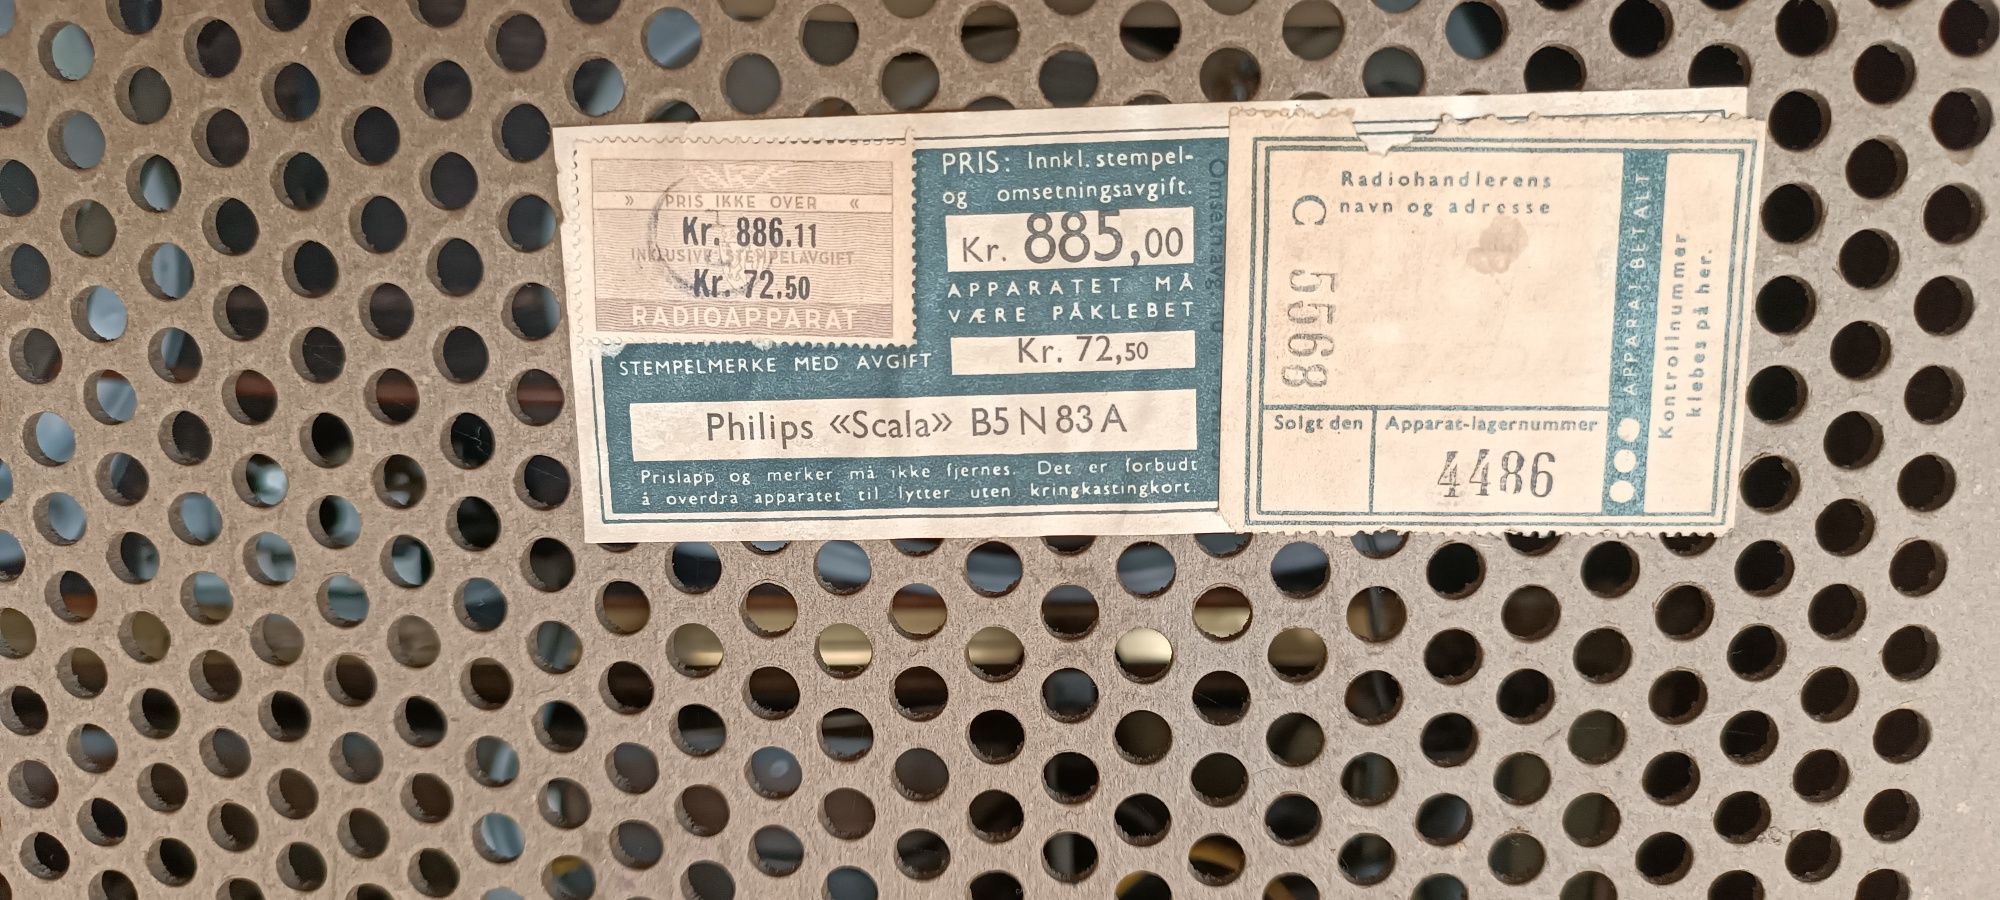 » PRIS IKKE OVER «
Kr. 886.11
INKLUSIVE STEMPELAVGIFT
Kr. 72.50
RADIOAPPARAT
PRIS: Innkl. stempel-
og omsetningsavgift.
Kr. 885,00
APPARATET MÅ
VÆRE PÅKLEBET
STEMPELMERKE MED AVGIFT Kr. 72,50
Philips «Scala» B5 N 83 A
Prislapp og merker må ikke fjernes. Det er forbudt
å overdra apparatet til lytter uten kringkastingkort.
Radiohandlerens
navn og adresse
C 5568
Solgt den
Apparat-lagernummer
4486
APPARAT BETALT
Kontrollnummer
klebes på her.